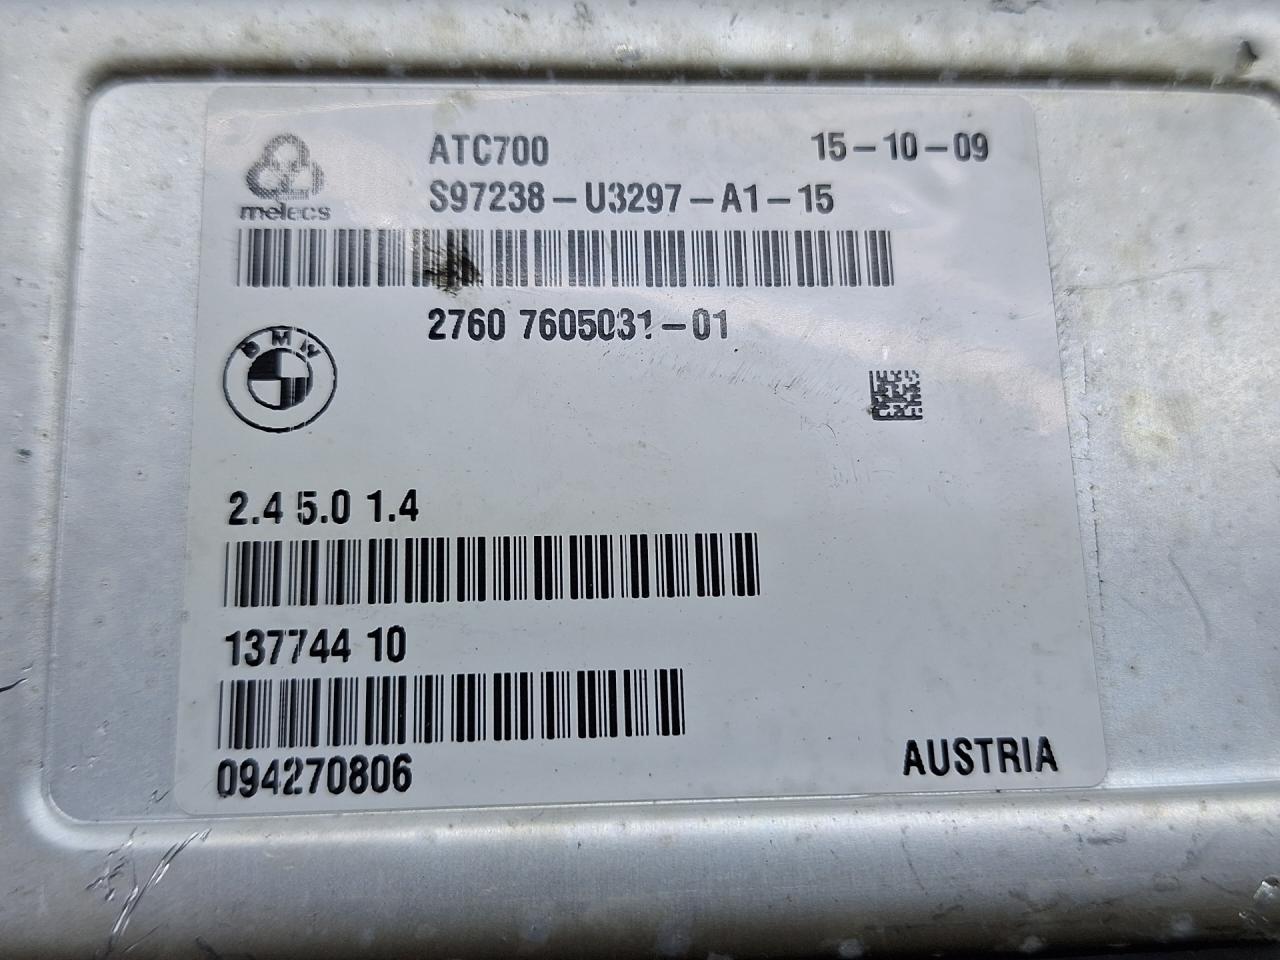 ATC700 15-10-09
S97238-U3297-A1-15
melecs
2760 7605031-01
BMW
2.4 5.0 1.4
137744 10
094270806
AUSTRIA